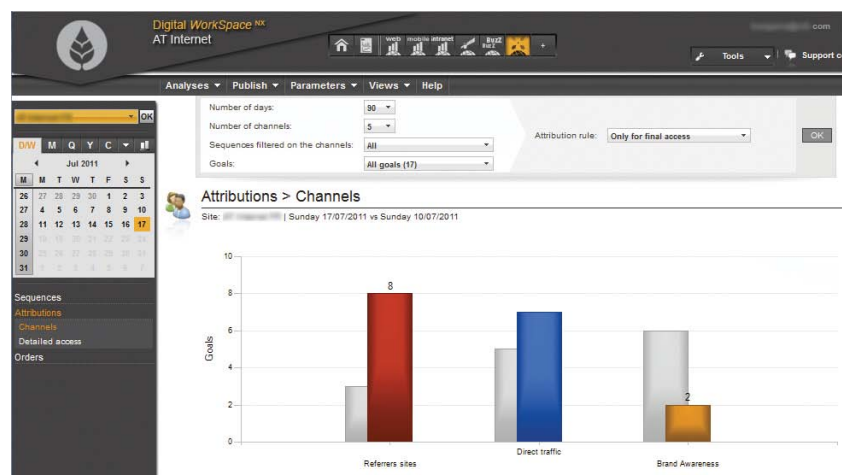 Digital WorkSpace NX
AT Internet
web mobile intranet BuzZ
+
com
Tools
Support c
Analyses Publish Parameters Views Help
OK
D/W M Q Y C
Jul 2011
M M T W T F S S
26 27 28 29 30 1 2 3
27 4 5 6 7 8 9 10
28 11 12 13 14 15 16 17
29
30
31
Sequences
Attributions
Channels
Detailed access
Orders
Number of days: 90
Number of channels: 5
Sequences filtered on the channels: All
Goals: All goals (17)
Attribution rule: Only for final access
OK
Attributions > Channels
Site: | Sunday 17/07/2011 vs Sunday 10/07/2011
Goals
10
8
6
4
2
0
8
2
Referrers sites
Direct traffic
Brand Awareness